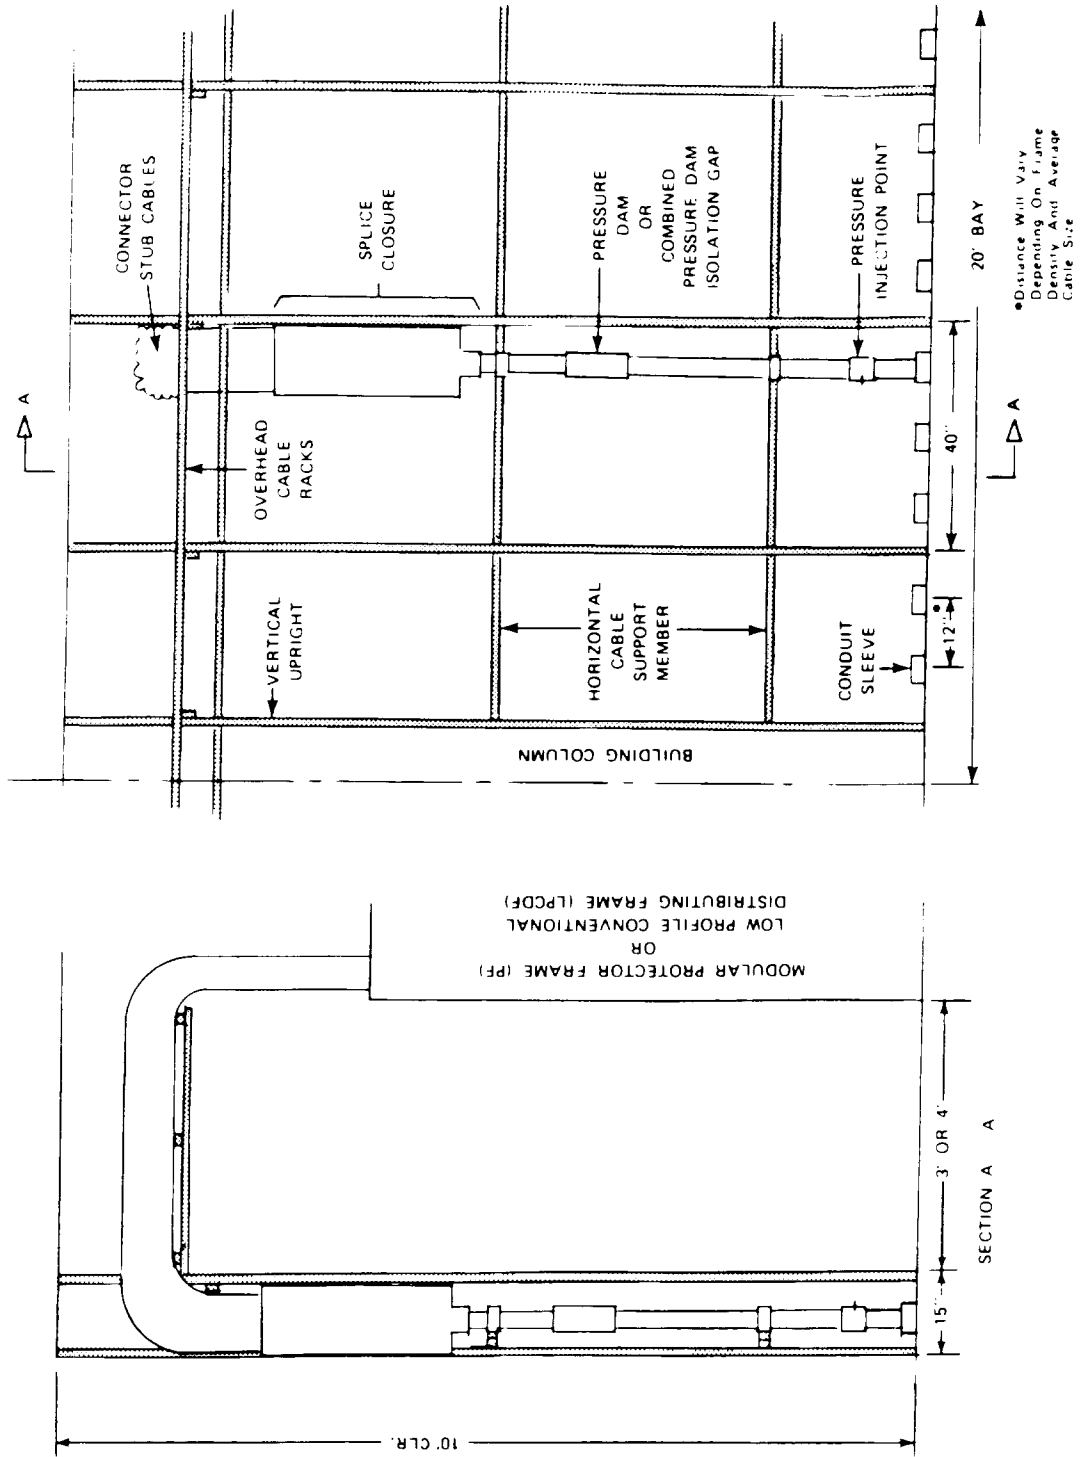 CONNECTOR
STUB CABLES
SPLICE
CLOSURE
PRESSURE
DAM
OR
COMBINED
PRESSURE DAM
ISOLATION GAP
PRESSURE
INJECTION POINT
A
A
OVERHEAD
CABLE
RACKS
VERTICAL
UPRIGHT
HORIZONTAL
CABLE
SUPPORT
MEMBER
CONDUIT
SLEEVE
BUILDING COLUMN
40"
12"*
20' BAY
*Distance Will Vary
Depending On Frame
Density And Average
Cable Size
MODULAR PROTECTOR FRAME (PF)
OR
LOW PROFILE CONVENTIONAL
DISTRIBUTING FRAME (LPCDF)
10' CLR.
15"
3' OR 4'
SECTION A A